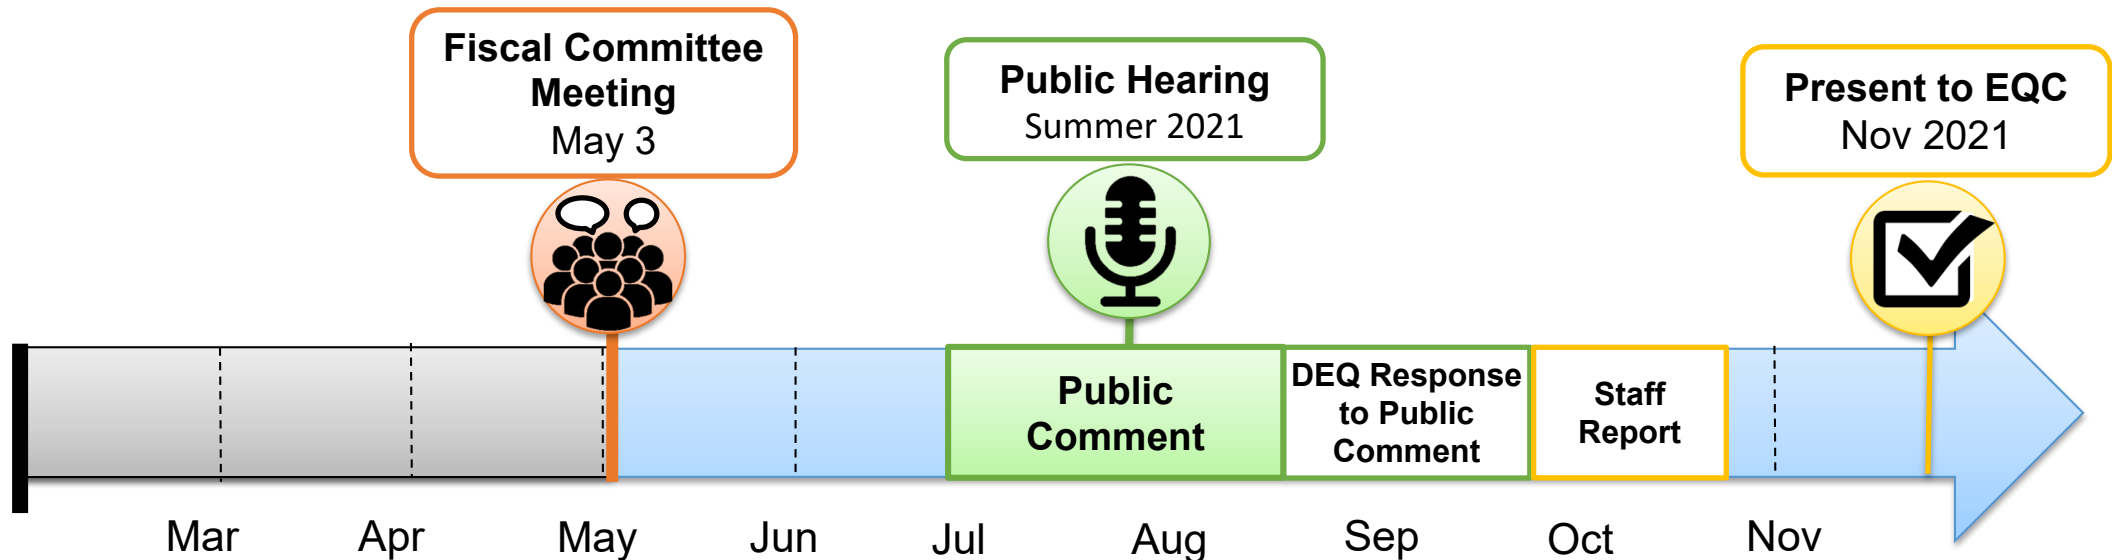 Fiscal Committee
Meeting
May 3
Public Hearing
Summer 2021
Present to EQC
Nov 2021
Public
Comment
DEQ Response
to Public
Comment
Staff
Report
Mar
Apr
May
Jun
Jul
Aug
Sep
Oct
Nov